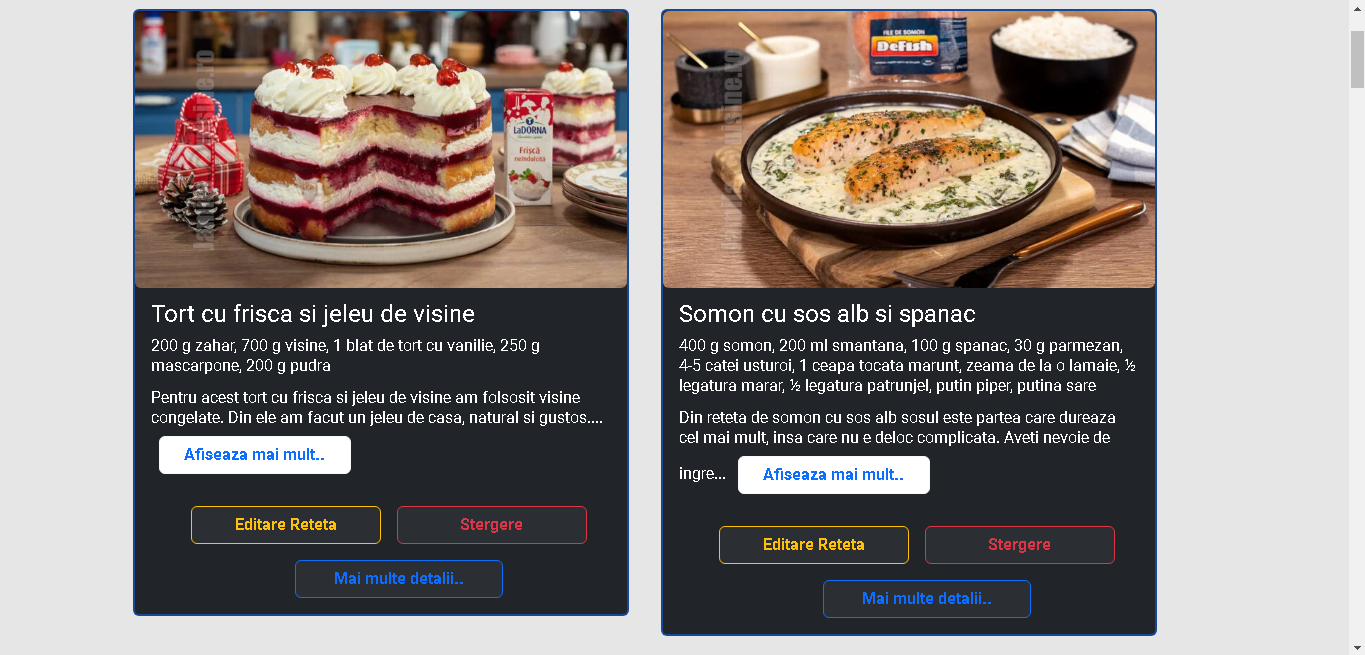 LaDORNA
Frișcă
neîndulcită
Tort cu frisca si jeleu de visine
200 g zahar, 700 g visine, 1 blat de tort cu vanilie, 250 g
mascarpone, 200 g pudra
Pentru acest tort cu frisca si jeleu de visine am folsosit visine
congelate. Din ele am facut un jeleu de casa, natural si gustos....
Afiseaza mai mult..
Editare Reteta
Stergere
Mai multe detalii..
FILE DE SOMON
DeFish
Somon cu sos alb si spanac
400 g somon, 200 ml smantana, 100 g spanac, 30 g parmezan,
4-5 catei usturoi, 1 ceapa tocata marunt, zeama de la o lamaie, ½
legatura marar, ½ legatura patrunjel, putin piper, putina sare
Din reteta de somon cu sos alb sosul este partea care dureaza
cel mai mult, insa care nu e deloc complicata. Aveti nevoie de
ingre... Afiseaza mai mult..
Editare Reteta
Stergere
Mai multe detalii..